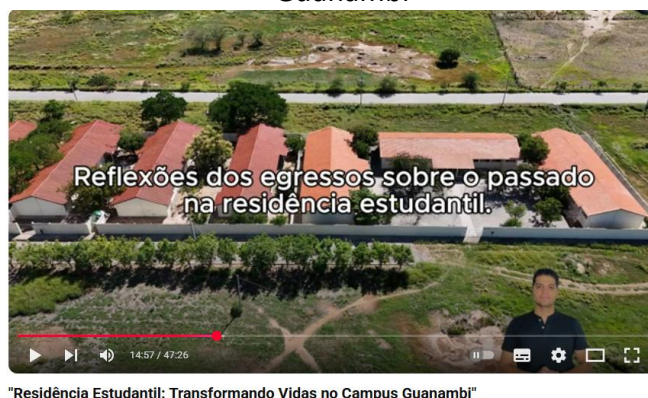 Guanambi
Reflexões dos egressos sobre o passado
na residência estudantil.
14:57 / 47:26
"Residência Estudantil: Transformando Vidas no Campus Guanambi"